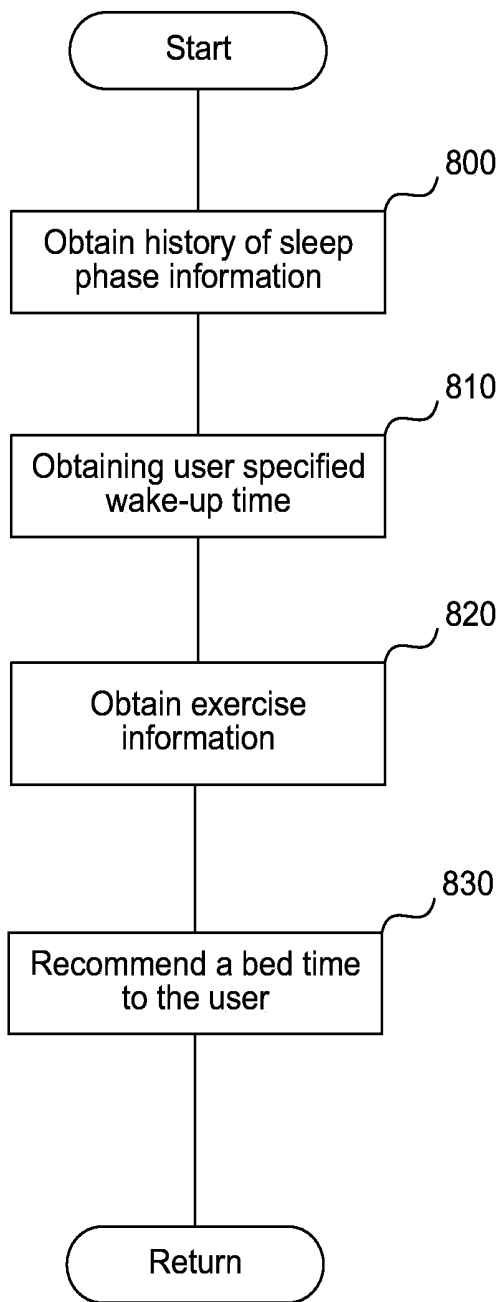 Start
800
Obtain history of sleep
phase information
810
Obtaining user specified
wake-up time
820
Obtain exercise
information
830
Recommend a bed time
to the user
Return